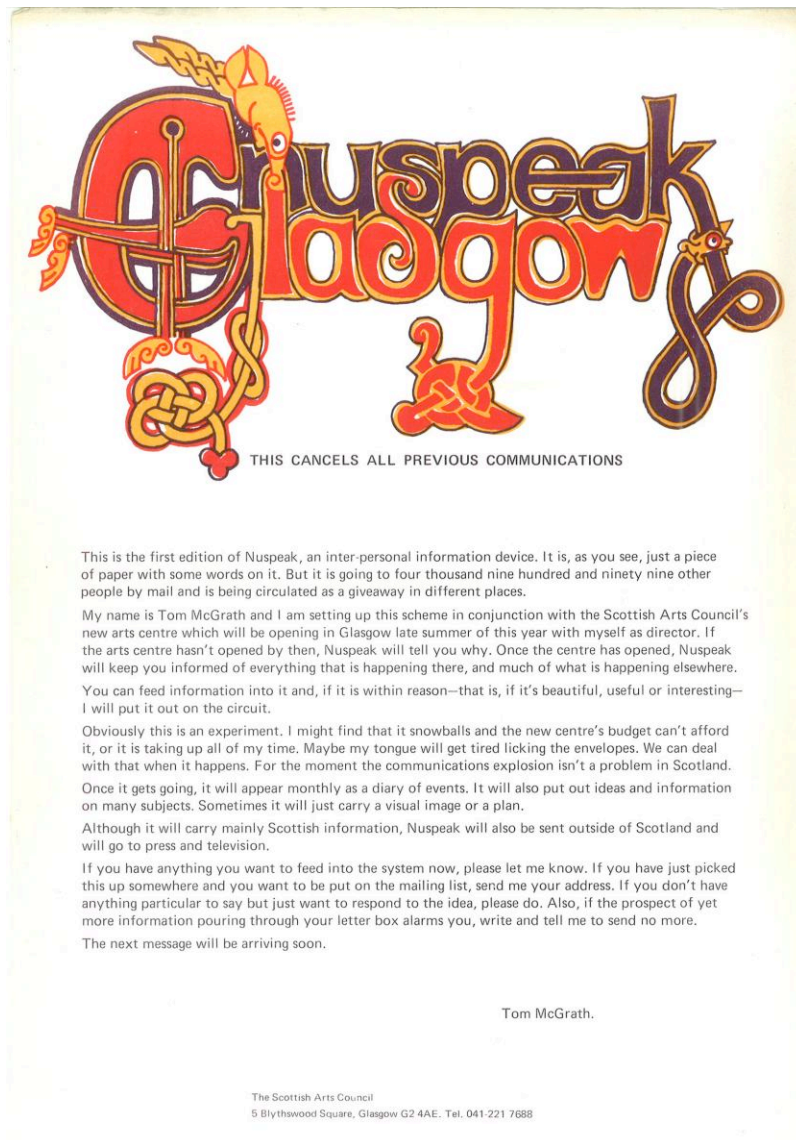 Gnuspeak
Glasgow
THIS CANCELS ALL PREVIOUS COMMUNICATIONS
This is the first edition of Nuspeak, an inter-personal information device. It is, as you see, just a piece
of paper with some words on it. But it is going to four thousand nine hundred and ninety nine other
people by mail and is being circulated as a giveaway in different places.
My name is Tom McGrath and I am setting up this scheme in conjunction with the Scottish Arts Council's
new arts centre which will be opening in Glasgow late summer of this year with myself as director. If
the arts centre hasn't opened by then, Nuspeak will tell you why. Once the centre has opened, Nuspeak
will keep you informed of everything that is happening there, and much of what is happening elsewhere.
You can feed information into it and, if it is within reason—that is, if it's beautiful, useful or interesting—
I will put it out on the circuit.
Obviously this is an experiment. I might find that it snowballs and the new centre's budget can't afford
it, or it is taking up all of my time. Maybe my tongue will get tired licking the envelopes. We can deal
with that when it happens. For the moment the communications explosion isn't a problem in Scotland.
Once it gets going, it will appear monthly as a diary of events. It will also put out ideas and information
on many subjects. Sometimes it will just carry a visual image or a plan.
Although it will carry mainly Scottish information, Nuspeak will also be sent outside of Scotland and
will go to press and television.
If you have anything you want to feed into the system now, please let me know. If you have just picked
this up somewhere and you want to be put on the mailing list, send me your address. If you don't have
anything particular to say but just want to respond to the idea, please do. Also, if the prospect of yet
more information pouring through your letter box alarms you, write and tell me to send no more.
The next message will be arriving soon.
Tom McGrath.
The Scottish Arts Council
5 Blythswood Square, Glasgow G2 4AE. Tel. 041-221 7688